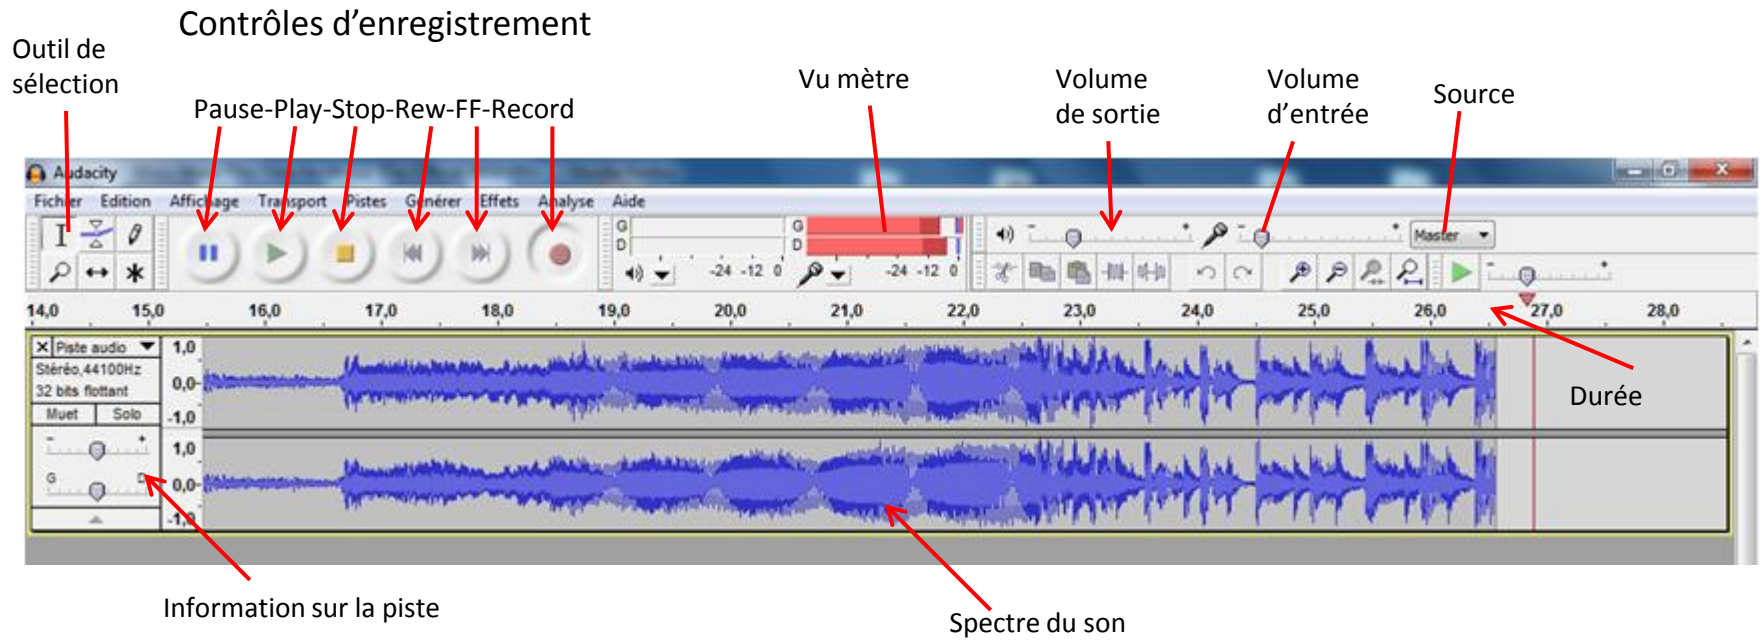 Contrôles d'enregistrement
Outil de
sélection
Pause-Play-Stop-Rew-FF-Record
Vu mètre
Volume
de sortie
Volume
d'entrée
Source
Audacity
Fichier Edition Affichage Transport Pistes Générer Effets Analyse Aide
G
D
G
D
- +
- +
Master
-24 -12 0
-24 -12 0
- +
14,0 15,0 16,0 17,0 18,0 19,0 20,0 21,0 22,0 23,0 24,0 25,0 26,0 27,0 28,0
Piste audio
Stéréo,44100Hz
32 bits flottant
Muet Solo
- +
G D
1,0
0,0
-1,0
1,0
0,0
-1,0
Durée
Information sur la piste
Spectre du son